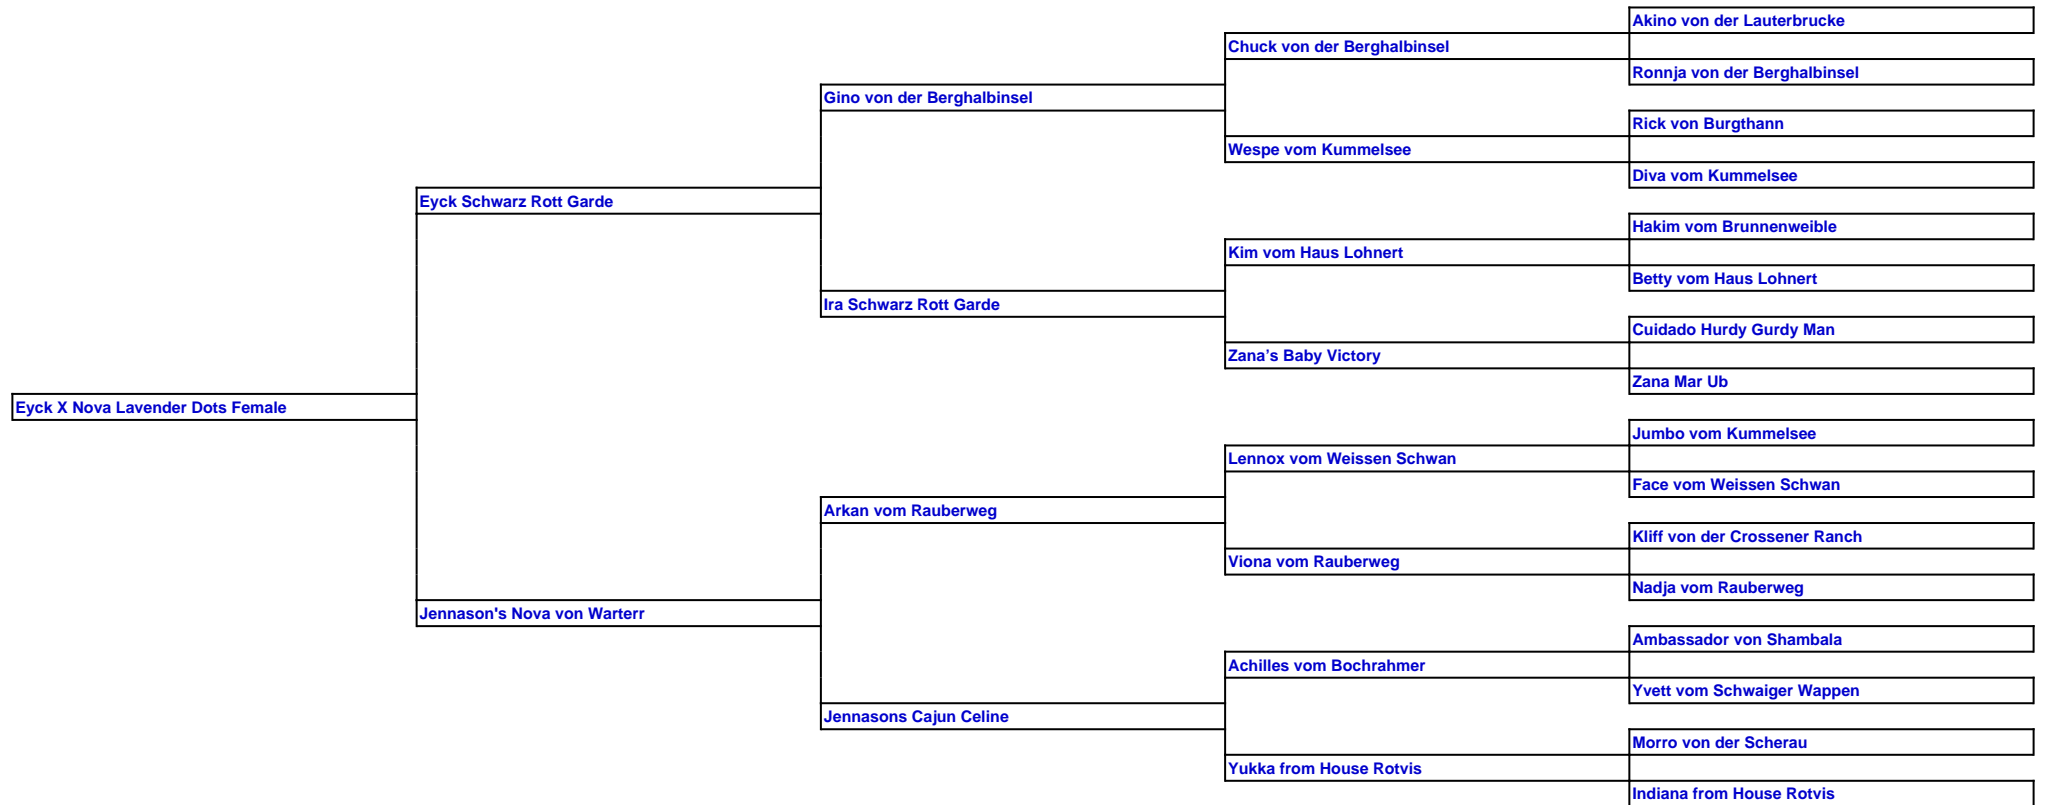 Akino von der Lauterbrucke
Chuck von der Berghalbinsel
Ronnja von der Berghalbinsel
Gino von der Berghalbinsel
Rick von Burgthann
Wespe vom Kummelsee
Diva vom Kummelsee
Eyck Schwarz Rott Garde
Hakim vom Brunnenweible
Kim vom Haus Lohnert
Betty vom Haus Lohnert
Ira Schwarz Rott Garde
Cuidado Hurdy Gurdy Man
Zana’s Baby Victory
Zana Mar Ub
Eyck X Nova Lavender Dots Female
Jumbo vom Kummelsee
Lennox vom Weissen Schwan
Face vom Weissen Schwan
Arkan vom Rauberweg
Kliff von der Crossener Ranch
Viona vom Rauberweg
Nadja vom Rauberweg
Jennason's Nova von Warterr
Ambassador von Shambala
Achilles vom Bochrahmer
Yvett vom Schwaiger Wappen
Jennasons Cajun Celine
Morro von der Scherau
Yukka from House Rotvis
Indiana from House Rotvis